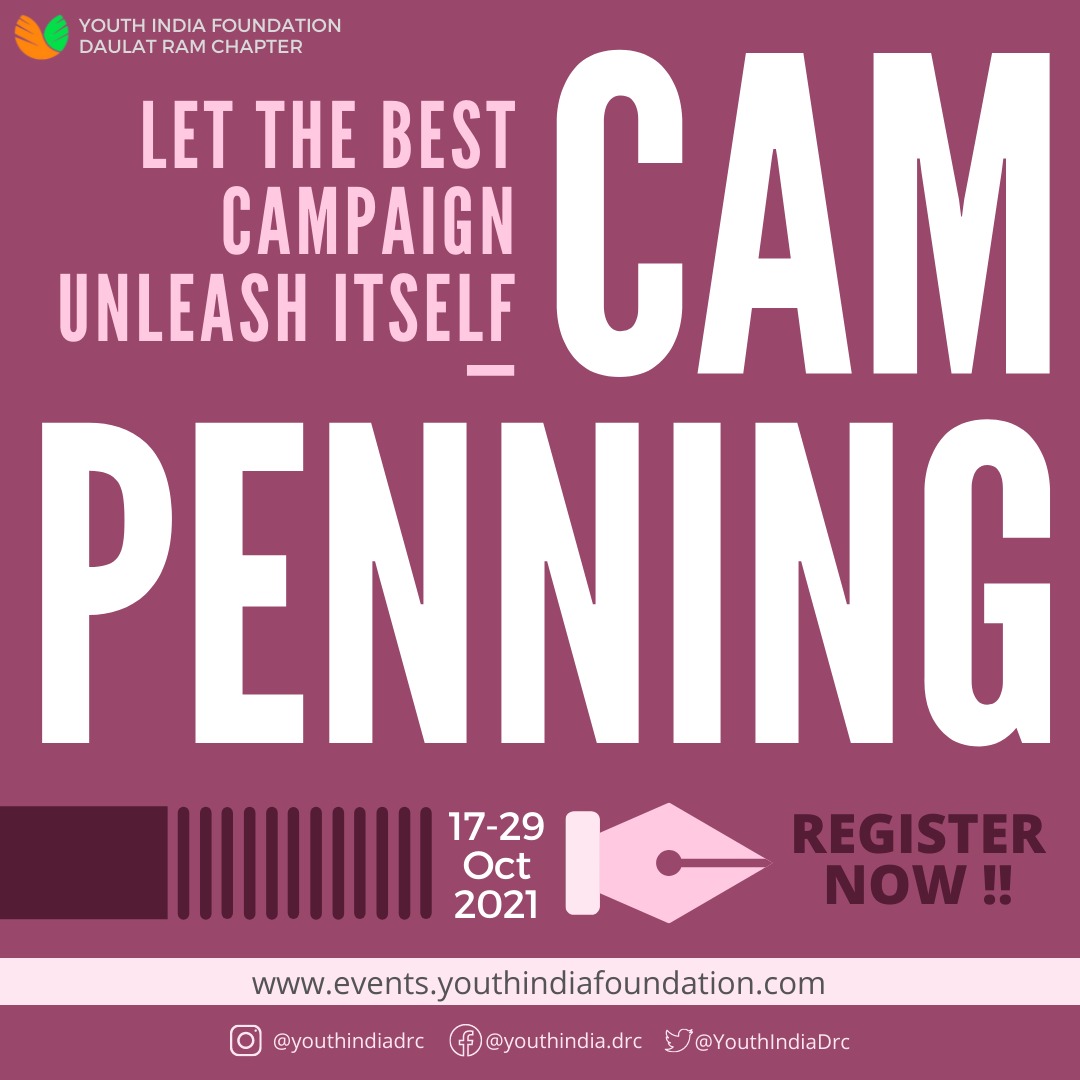 YOUTH INDIA FOUNDATION
DAULAT RAM CHAPTER
LET THE BEST
CAMPAIGN
UNLEASH ITSELF
CAM
PENNING
17-29
Oct
2021
REGISTER
NOW !!
www.events.youthindiafoundation.com
@youthindiadrc @youthindia.drc @YouthIndiaDrc